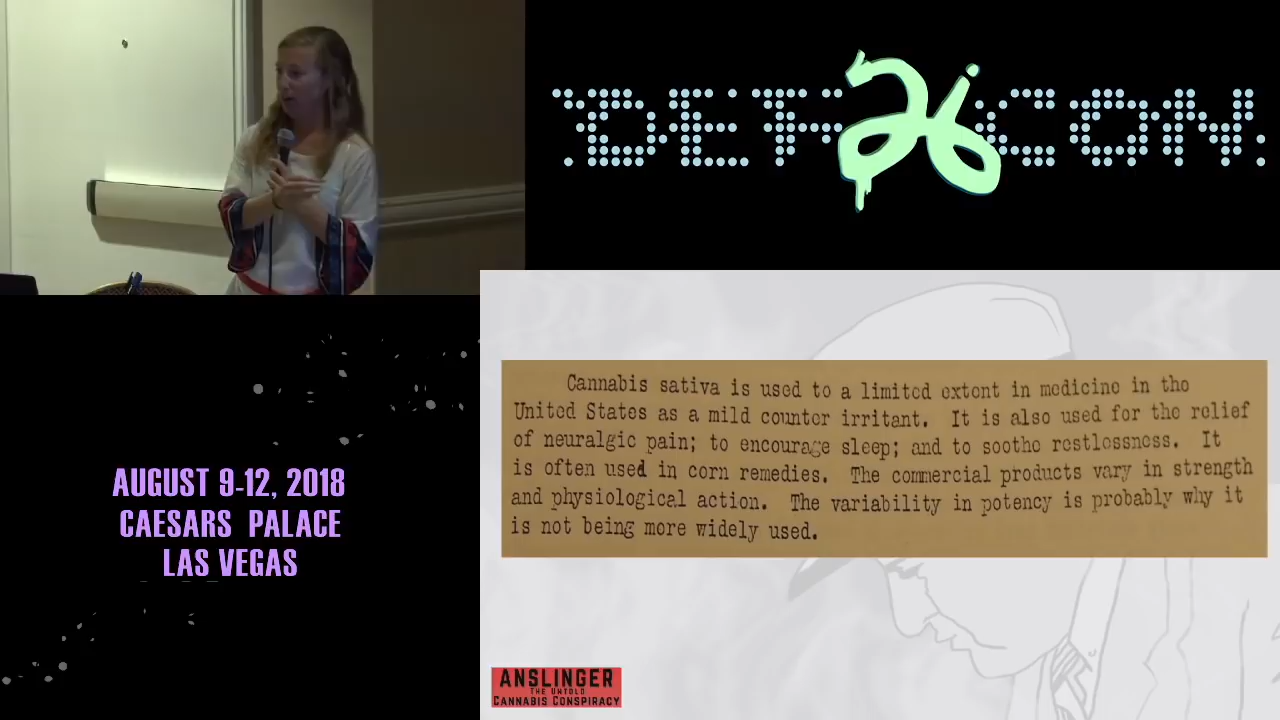 DEF 26 CON
Cannabis sativa is used to a limited extent in medicine in the
United States as a mild counter irritant. It is also used for the relief
of neuralgic pain; to encourage sleep; and to soothe restlessness. It
is often used in corn remedies. The commercial products vary in strength
and physiological action. The variability in potency is probably why it
is not being more widely used.
AUGUST 9-12, 2018
CAESARS PALACE
LAS VEGAS
ANSLINGER
THE UNTOLD
CANNABIS CONSPIRACY